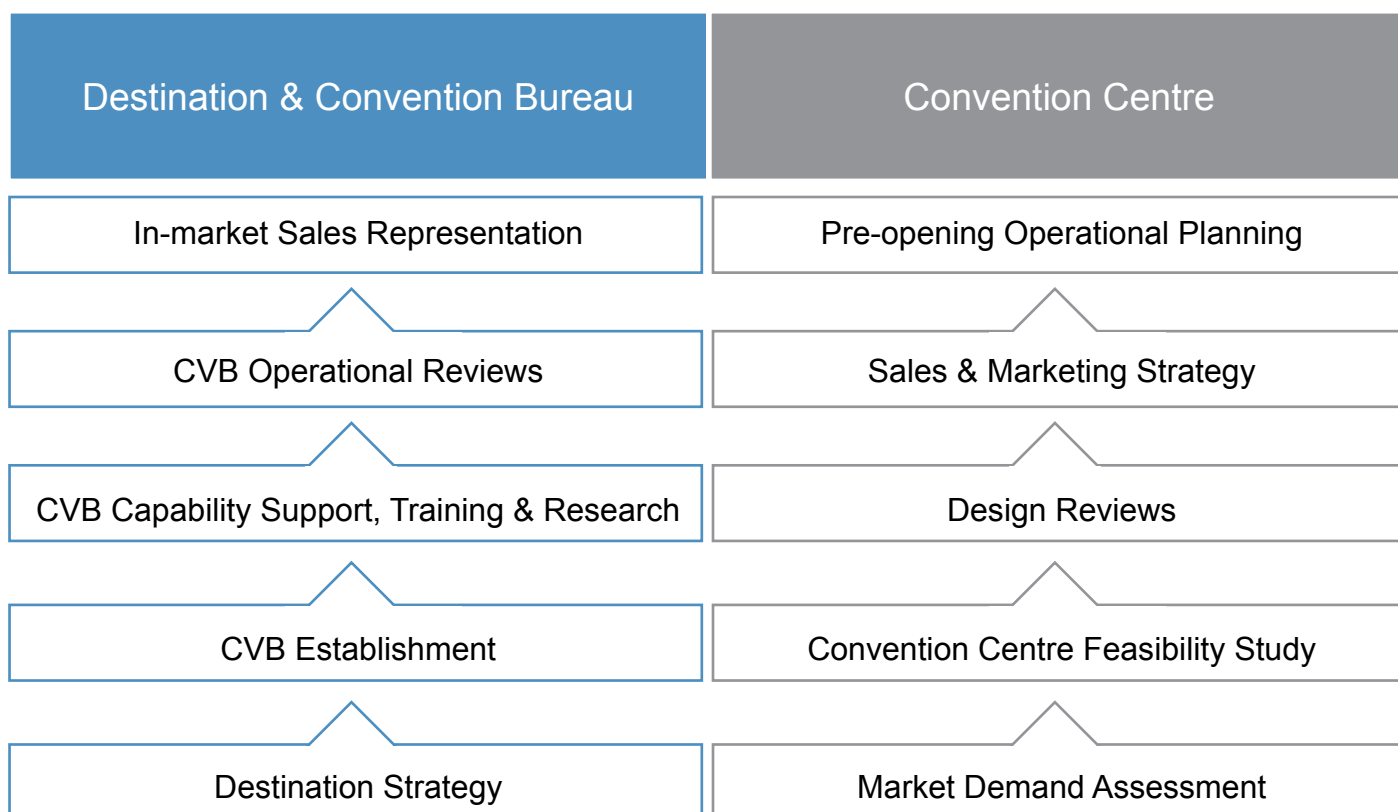 Destination & Convention Bureau
Convention Centre
In-market Sales Representation
Pre-opening Operational Planning
CVB Operational Reviews
Sales & Marketing Strategy
CVB Capability Support, Training & Research
Design Reviews
CVB Establishment
Convention Centre Feasibility Study
Destination Strategy
Market Demand Assessment